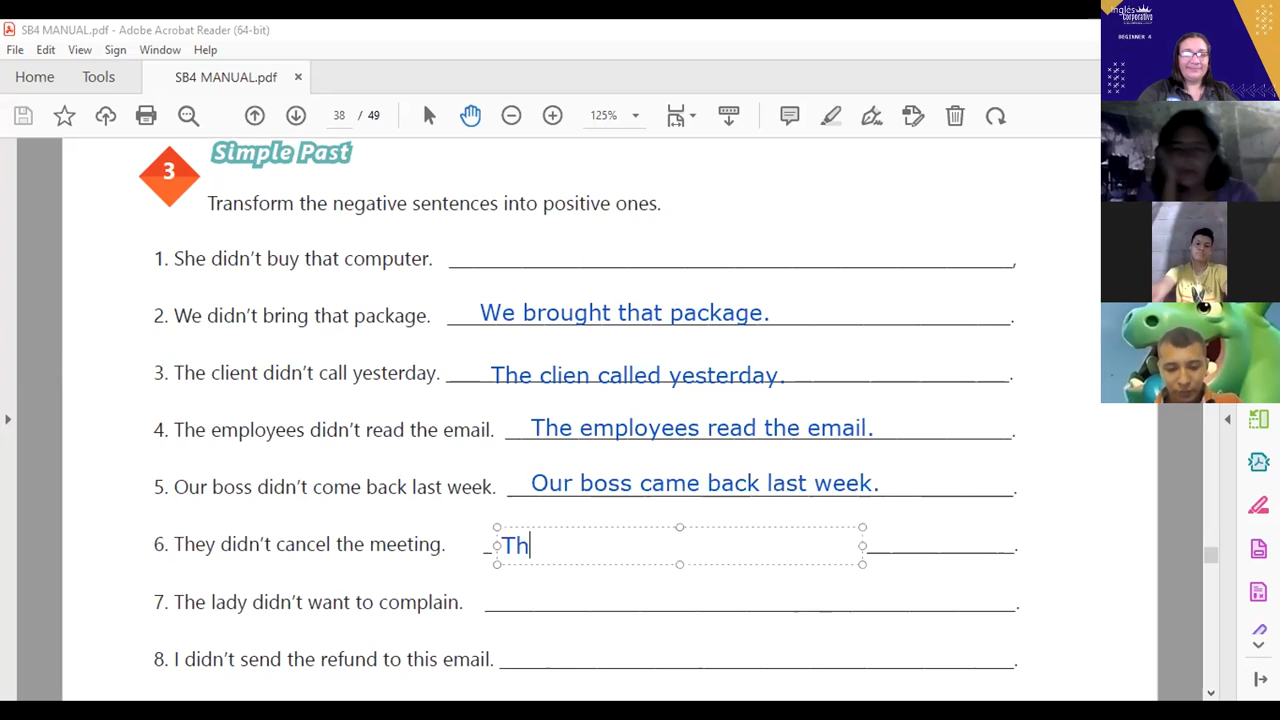 SB4 MANUAL.pdf - Adobe Acrobat Reader (64-bit)
File Edit View Sign Window Help
Home Tools SB4 MANUAL.pdf ×
38 / 49 125%
Inglés
Corporativo
BEGINNER 4
3 Simple Past
Transform the negative sentences into positive ones.
1. She didn't buy that computer. ,
2. We didn't bring that package. We brought that package. .
3. The client didn't call yesterday. The clien called yesterday. .
4. The employees didn't read the email. The employees read the email. .
5. Our boss didn't come back last week. Our boss came back last week. .
6. They didn't cancel the meeting. Th .
7. The lady didn't want to complain. .
8. I didn't send the refund to this email. .